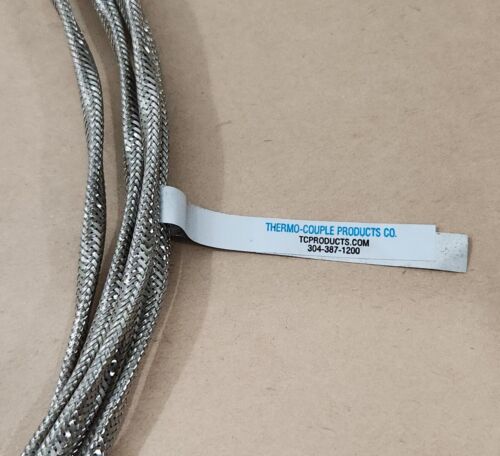 THERMO-COUPLE PRODUCTS CO.
TCPRODUCTS.COM
304-387-1200